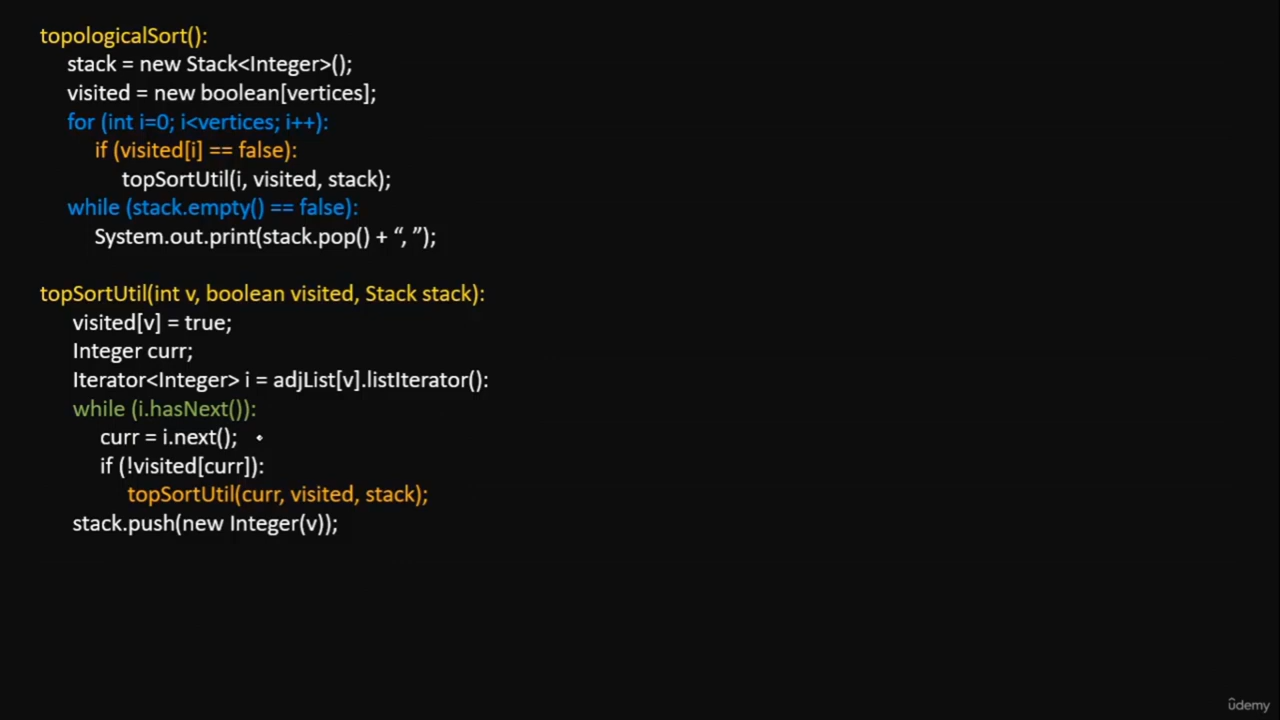 topologicalSort():
stack = new Stack<Integer>();
visited = new boolean[vertices];
for (int i=0; i<vertices; i++):
if (visited[i] == false):
topSortUtil(i, visited, stack);
while (stack.empty() == false):
System.out.print(stack.pop() + “, ”);
topSortUtil(int v, boolean visited, Stack stack):
visited[v] = true;
Integer curr;
Iterator<Integer> i = adjList[v].listIterator():
while (i.hasNext()):
curr = i.next();
if (!visited[curr]):
topSortUtil(curr, visited, stack);
stack.push(new Integer(v));
ûdemy